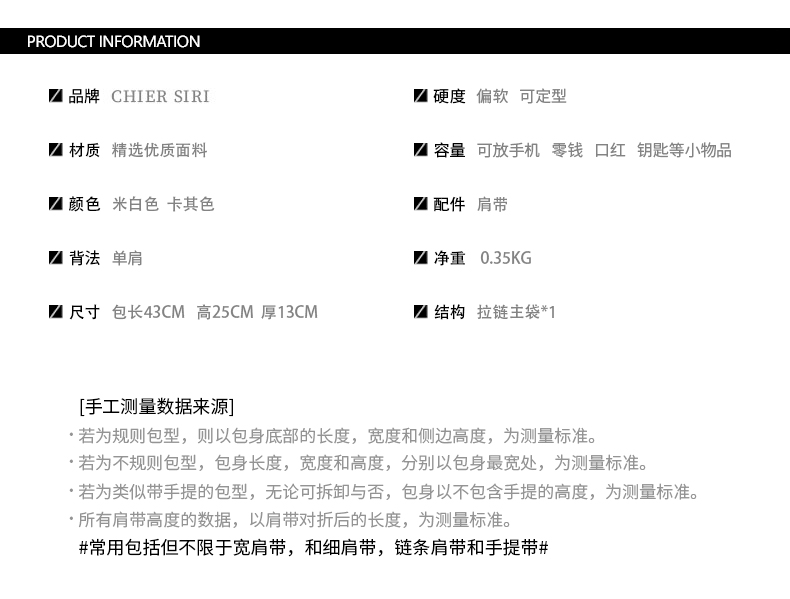 PRODUCT INFORMATION
品牌 CHIER SIRI
硬度 偏软 可定型
材质 精选优质面料
容量 可放手机 零钱 口红 钥匙等小物品
颜色 米白色 卡其色
配件 肩带
背法 单肩
净重 0.35KG
尺寸 包长43CM 高25CM 厚13CM
结构 拉链主袋*1
[手工测量数据来源]
·若为规则包型，则以包身底部的长度，宽度和侧边高度，为测量标准。
·若为不规则包型，包身长度，宽度和高度，分别以包身最宽处，为测量标准。
·若为类似带手提的包型，无论可拆卸与否，包身以不包含手提的高度，为测量标准。
·所有肩带高度的数据，以肩带对折后的长度，为测量标准。
#常用包括但不限于宽肩带，和细肩带，链条肩带和手提带#